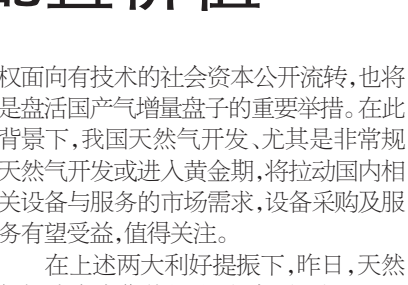 权面向有技术的社会资本公开流转,也将
是盘活国产气增量盘子的重要举措。在此
背景下,我国天然气开发、尤其是非常规
天然气开发或进入黄金期,将拉动国内相
关设备与服务的市场需求,设备采购及服
务有望受益,值得关注。
在上述两大利好提振下,昨日,天然